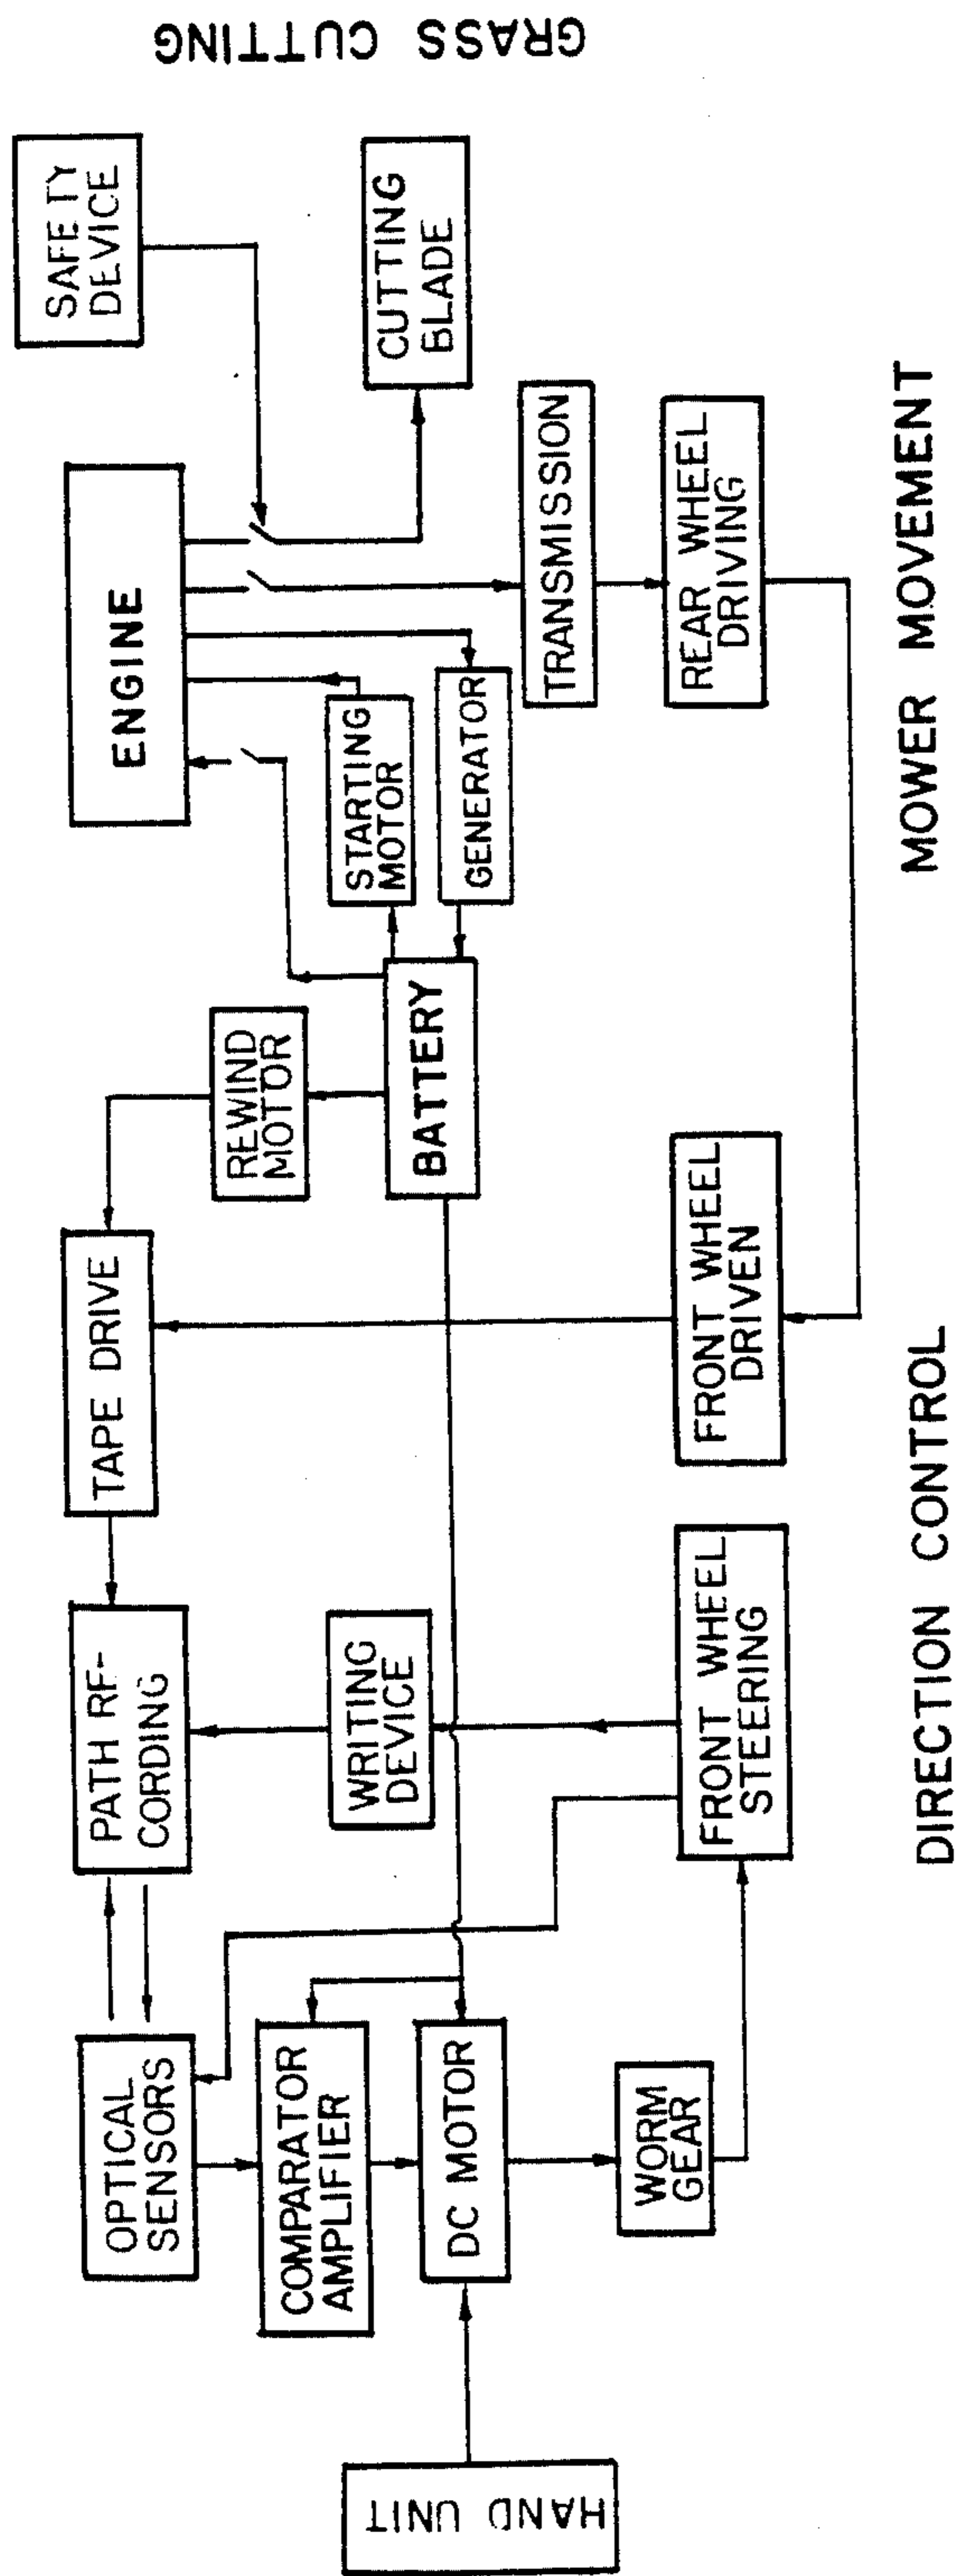 GRASS CUTTING
SAFETY
DEVICE
CUTTING
BLADE
ENGINE
TRANSMISSION
REAR WHEEL
DRIVING
STARTING
MOTOR
GENERATOR
MOWER MOVEMENT
BATTERY
REWIND
MOTOR
TAPE DRIVE
FRONT WHEEL
DRIVEN
PATH RF-
CORDING
WRITING
DEVICE
FRONT WHEEL
STEERING
DIRECTION CONTROL
OPTICAL
SENSORS
COMPARATOR
AMPLIFIER
DC MOTOR
WORM
GEAR
HAND UNIT